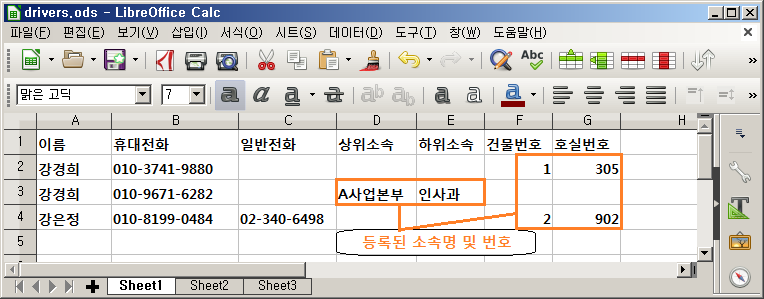 drivers.ods - LibreOffice Calc
파일(F) 편집(E) 보기(V) 삽입(I) 서식(O) 시트(S) 데이터(D) 도구(T) 창(W) 도움말(H)
Abc
맑은 고딕 7 a a a a ab ab a a a
A B C D E F G H
1 이름 휴대전화 일반전화 상위소속 하위소속 건물번호 호실번호
2 강경희 010-3741-9880 1 305
3 강경희 010-9671-6282 A사업본부 인사과
4 강은정 010-8199-0484 02-340-6498 2 902
5 등록된 소속명 및 번호
Sheet1 Sheet2 Sheet3